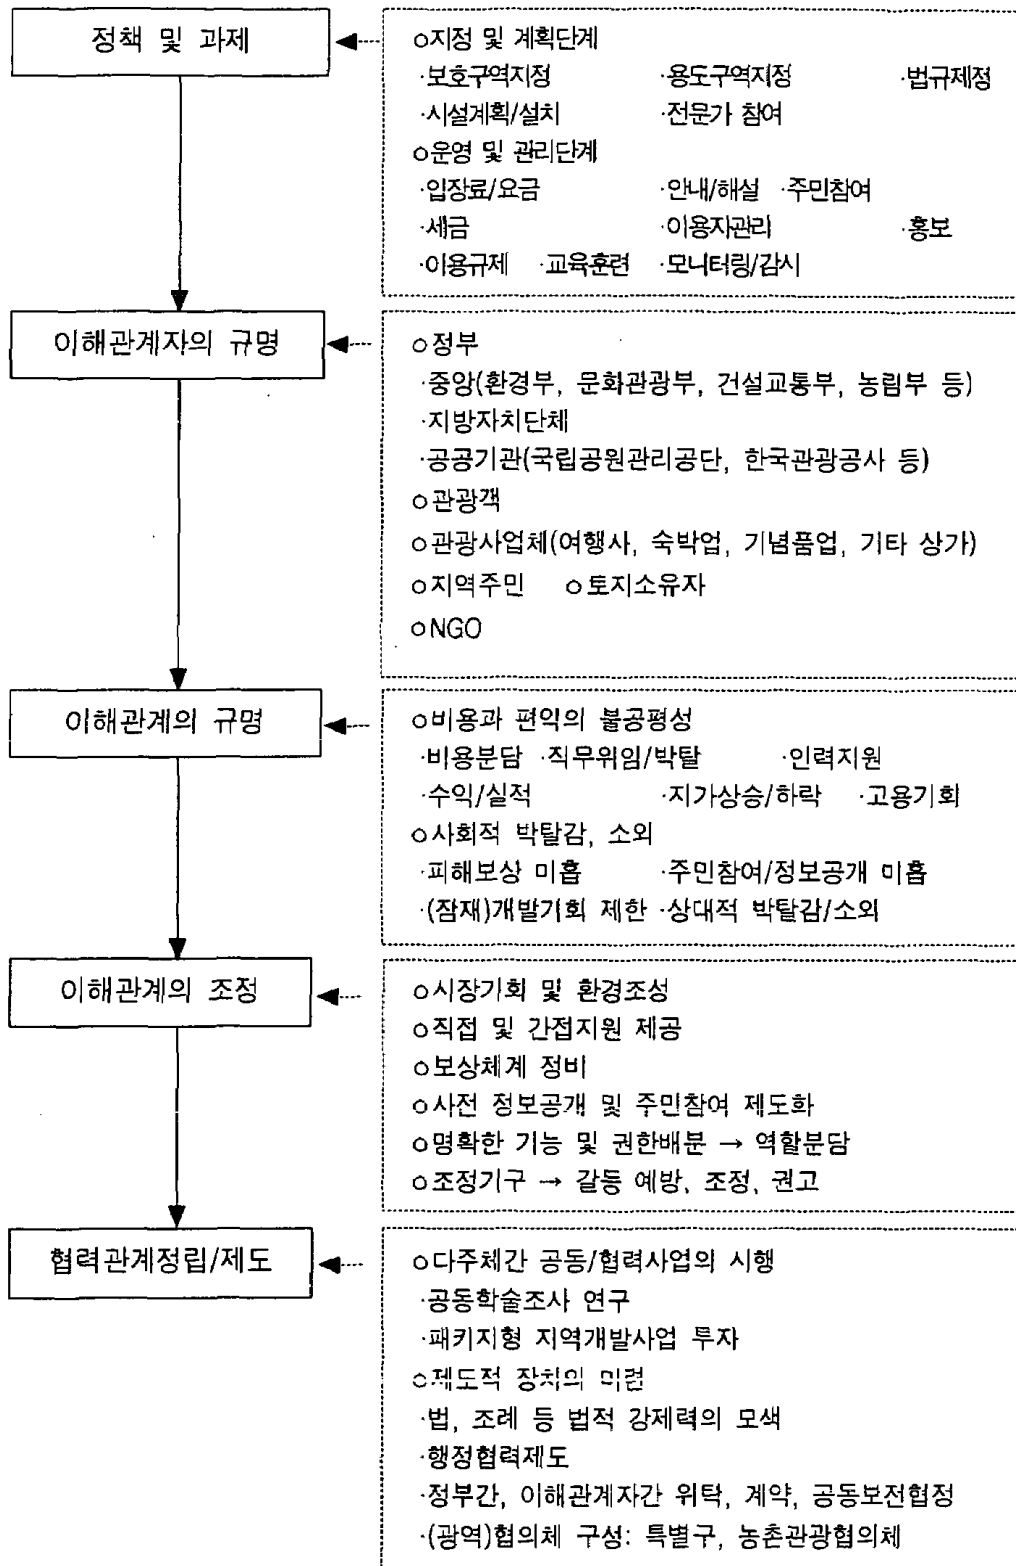 정책 및 과제
ㅇ지정 및 계획단계
·보호구역지정 ·용도구역지정 ·법규제정
·시설계획/설치 ·전문가 참여
ㅇ운영 및 관리단계
·입장료/요금 ·안내/해설 ·주민참여
·세금 ·이용자관리 ·홍보
·이용규제 ·교육훈련 ·모니터링/감시
이해관계자의 규명
ㅇ정부
·중앙(환경부, 문화관광부, 건설교통부, 농림부 등)
·지방자치단체
·공공기관(국립공원관리공단, 한국관광공사 등)
ㅇ관광객
ㅇ관광사업체(여행사, 숙박업, 기념품업, 기타 상가)
ㅇ지역주민 ㅇ토지소유자
ㅇNGO
이해관계의 규명
ㅇ비용과 편익의 불공평성
·비용분담 ·직무위임/박탈 ·인력지원
·수익/실적 ·지가상승/하락 ·고용기회
ㅇ사회적 박탈감, 소외
·피해보상 미흡 ·주민참여/정보공개 미흡
·(잠재)개발기회 제한 ·상대적 박탈감/소외
이해관계의 조정
ㅇ시장기회 및 환경조성
ㅇ직접 및 간접지원 제공
ㅇ보상체계 정비
ㅇ사전 정보공개 및 주민참여 제도화
ㅇ명확한 기능 및 권한배분 → 역할분담
ㅇ조정기구 → 갈등 예방, 조정, 권고
협력관계정립/제도
ㅇ다주체간 공동/협력사업의 시행
·공동학술조사 연구
·패키지형 지역개발사업 투자
ㅇ제도적 장치의 마련
·법, 조례 등 법적 강제력의 모색
·행정협력제도
·정부간, 이해관계자간 위탁, 계약, 공동보전협정
·(광역)협의체 구성: 특별구, 농촌관광협의체